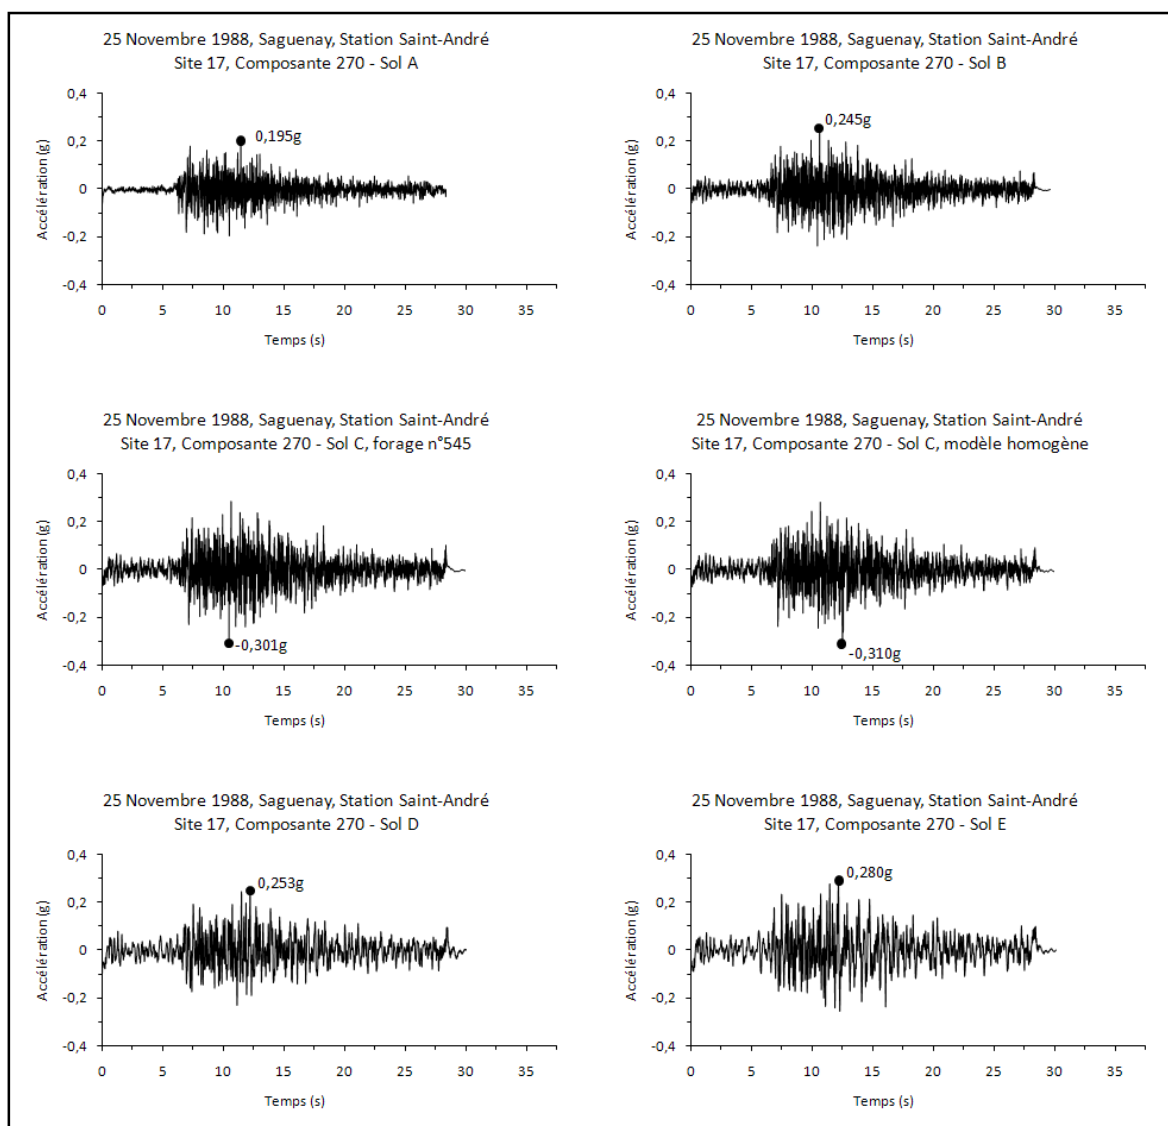 25 Novembre 1988, Saguenay, Station Saint-André
Site 17, Composante 270 - Sol A
0,4
0,2
0
-0,2
-0,4
Accélération (g)
0,195g
0 5 10 15 20 25 30 35
Temps (s)
25 Novembre 1988, Saguenay, Station Saint-André
Site 17, Composante 270 - Sol B
0,4
0,2
0
-0,2
-0,4
Accélération (g)
0,245g
0 5 10 15 20 25 30 35
Temps (s)
25 Novembre 1988, Saguenay, Station Saint-André
Site 17, Composante 270 - Sol C, forage n°545
0,4
0,2
0
-0,2
-0,4
Accélération (g)
-0,301g
0 5 10 15 20 25 30 35
Temps (s)
25 Novembre 1988, Saguenay, Station Saint-André
Site 17, Composante 270 - Sol C, modèle homogène
0,4
0,2
0
-0,2
-0,4
Accélération (g)
-0,310g
0 5 10 15 20 25 30 35
Temps (s)
25 Novembre 1988, Saguenay, Station Saint-André
Site 17, Composante 270 - Sol D
0,4
0,2
0
-0,2
-0,4
Accélération (g)
0,253g
0 5 10 15 20 25 30 35
Temps (s)
25 Novembre 1988, Saguenay, Station Saint-André
Site 17, Composante 270 - Sol E
0,4
0,2
0
-0,2
-0,4
Accélération (g)
0,280g
0 5 10 15 20 25 30 35
Temps (s)